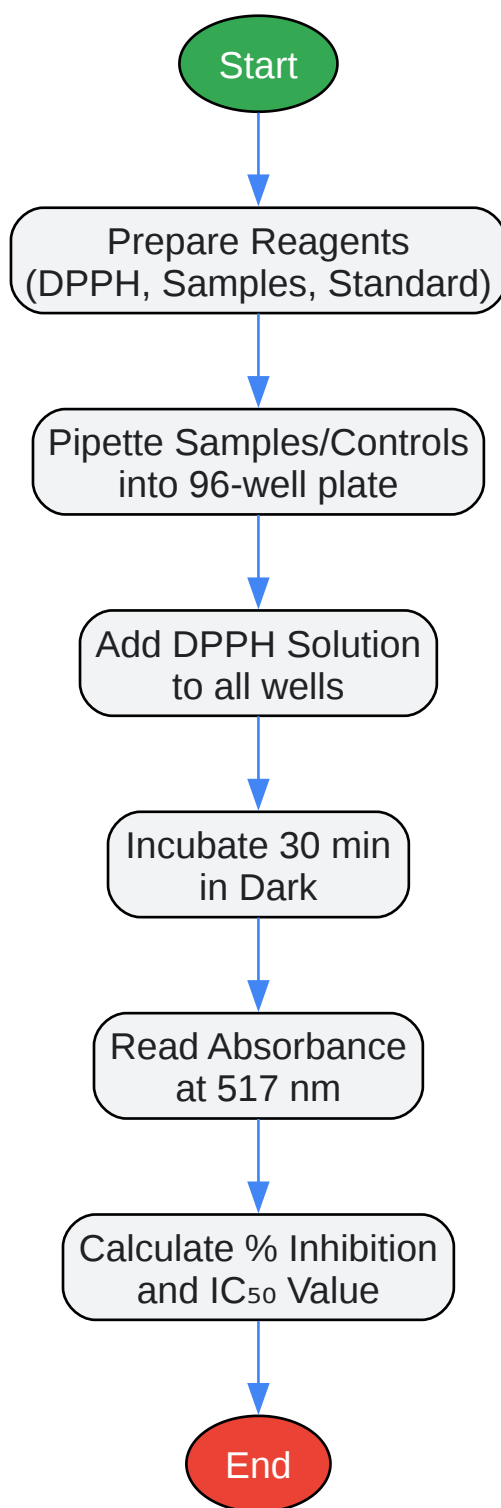 Start
Prepare Reagents
(DPPH, Samples, Standard)
Pipette Samples/Controls
into 96-well plate
Add DPPH Solution
to all wells
Incubate 30 min
in Dark
Read Absorbance
at 517 nm
Calculate % Inhibition
and IC₅₀ Value
End